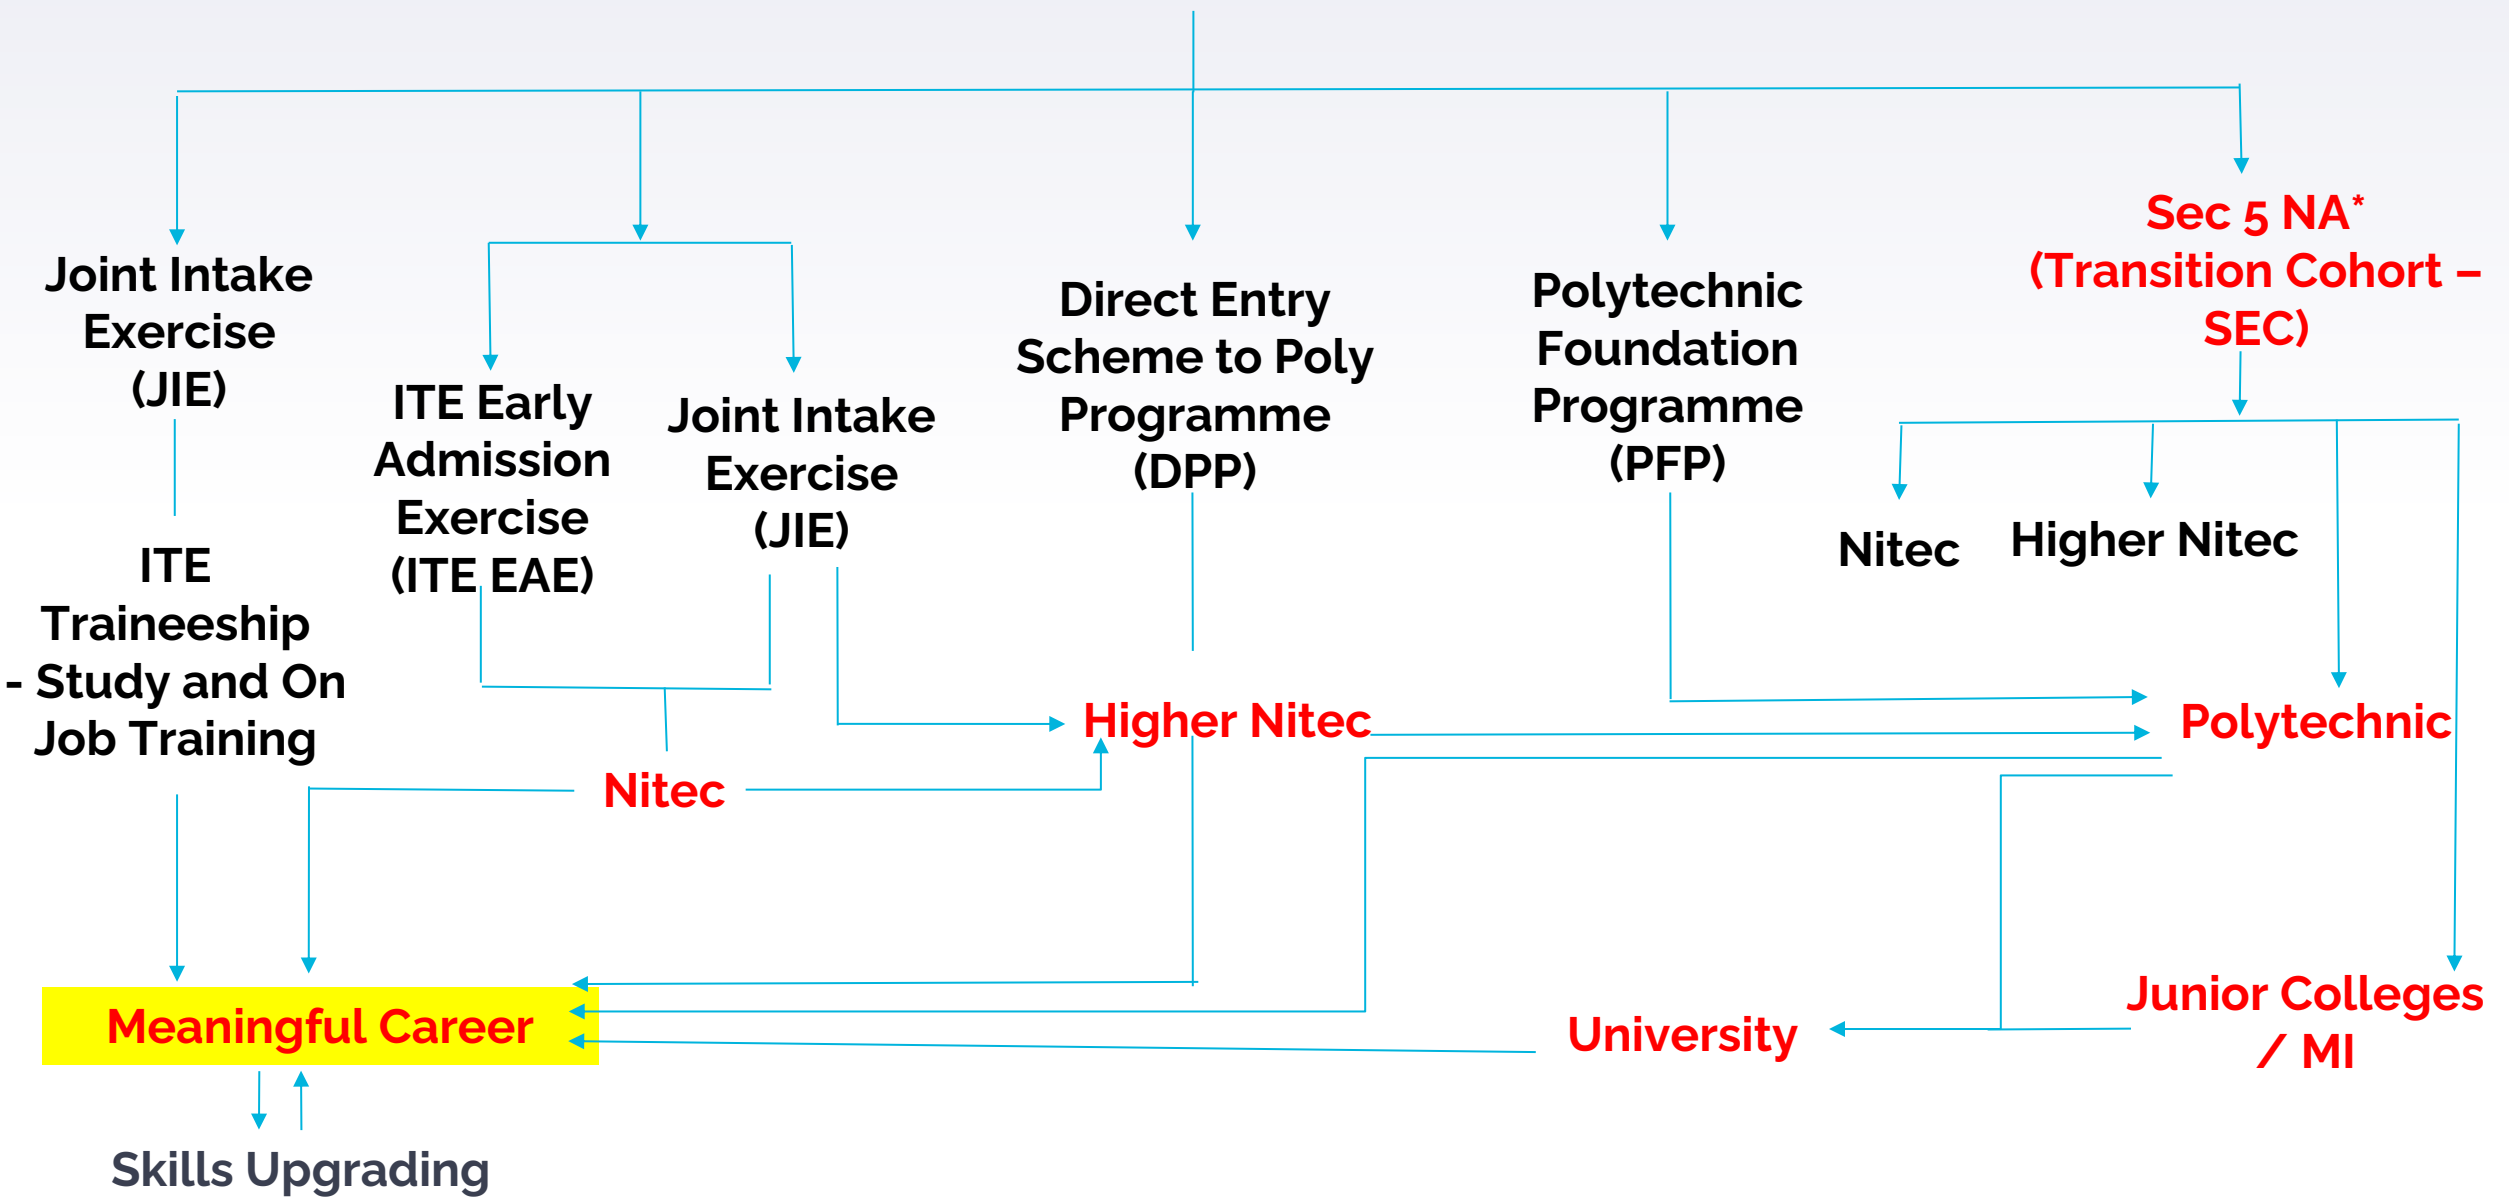 Joint Intake
Exercise
(JIE)
ITE
Traineeship
- Study and On
Job Training
ITE Early
Admission
Exercise
(ITE EAE)
Joint Intake
Exercise
(JIE)
Direct Entry
Scheme to Poly
Programme
(DPP)
Polytechnic
Foundation
Programme
(PFP)
Sec 5 NA*
(Transition Cohort –
SEC)
Nitec
Higher Nitec
Nitec
Higher Nitec
Polytechnic
Meaningful Career
University
Junior Colleges
/ MI
Skills Upgrading